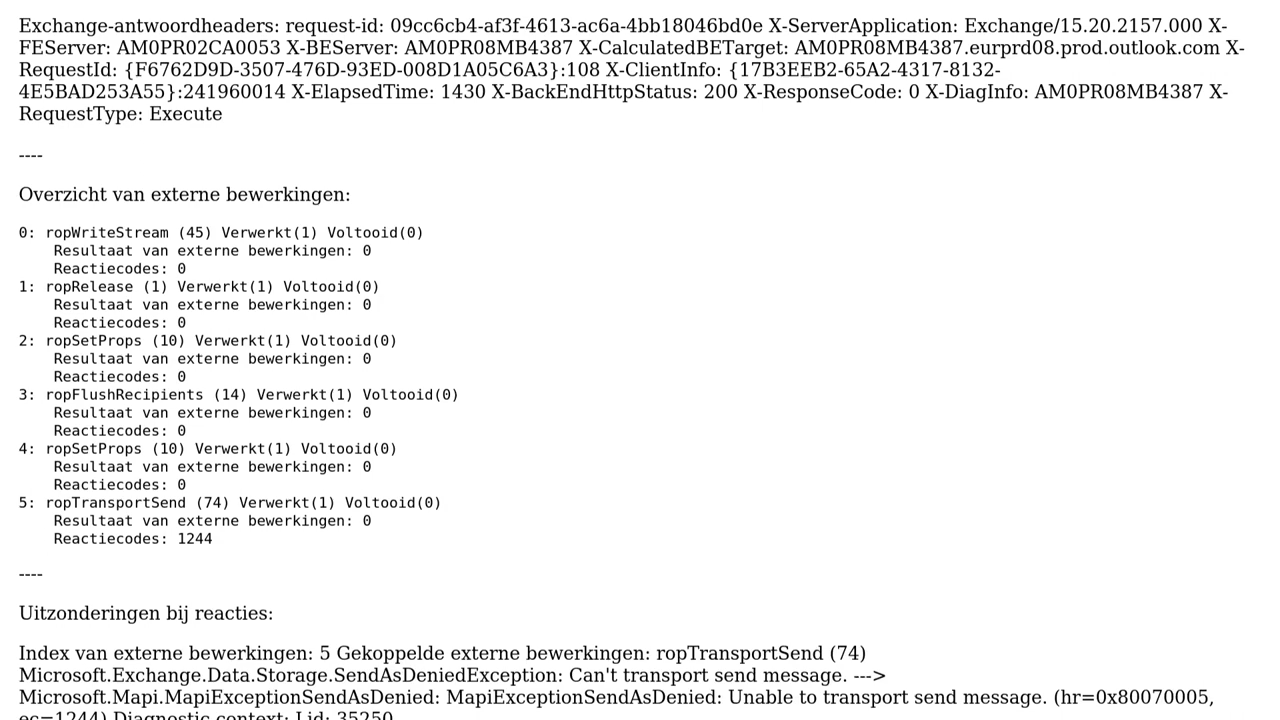 Exchange-antwoordheaders: request-id: 09cc6cb4-af3f-4613-ac6a-4bb18046bd0e X-ServerApplication: Exchange/15.20.2157.000 X-
FEServer: AM0PR02CA0053 X-BEServer: AM0PR08MB4387 X-CalculatedBETarget: AM0PR08MB4387.eurprd08.prod.outlook.com X-
RequestId: {F6762D9D-3507-476D-93ED-008D1A05C6A3}:108 X-ClientInfo: {17B3EEB2-65A2-4317-8132-
4E5BAD253A55}:241960014 X-ElapsedTime: 1430 X-BackEndHttpStatus: 200 X-ResponseCode: 0 X-DiagInfo: AM0PR08MB4387 X-
RequestType: Execute
----
Overzicht van externe bewerkingen:
0: ropWriteStream (45) Verwerkt(1) Voltooid(0)
Resultaat van externe bewerkingen: 0
Reactiecodes: 0
1: ropRelease (1) Verwerkt(1) Voltooid(0)
Resultaat van externe bewerkingen: 0
Reactiecodes: 0
2: ropSetProps (10) Verwerkt(1) Voltooid(0)
Resultaat van externe bewerkingen: 0
Reactiecodes: 0
3: ropFlushRecipients (14) Verwerkt(1) Voltooid(0)
Resultaat van externe bewerkingen: 0
Reactiecodes: 0
4: ropSetProps (10) Verwerkt(1) Voltooid(0)
Resultaat van externe bewerkingen: 0
Reactiecodes: 0
5: ropTransportSend (74) Verwerkt(1) Voltooid(0)
Resultaat van externe bewerkingen: 0
Reactiecodes: 1244
----
Uitzonderingen bij reacties:
Index van externe bewerkingen: 5 Gekoppelde externe bewerkingen: ropTransportSend (74)
Microsoft.Exchange.Data.Storage.SendAsDeniedException: Can't transport send message. --->
Microsoft.Mapi.MapiExceptionSendAsDenied: MapiExceptionSendAsDenied: Unable to transport send message. (hr=0x80070005,
ec=1244) Diagnostic context: Lid: 35250